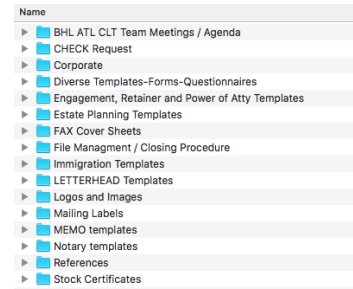 Name
BHL ATL CLT Team Meetings / Agenda
CHECK Request
Corporate
Diverse Templates-Forms-Questionnaires
Engagement, Retainer and Power of Atty Templates
Estate Planning Templates
FAX Cover Sheets
File Managment / Closing Procedure
Immigration Templates
LETTERHEAD Templates
Logos and Images
Mailing Labels
MEMO templates
Notary templates
References
Stock Certificates